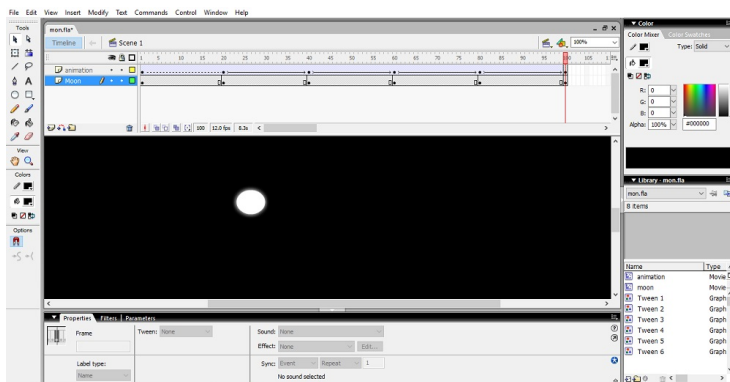 File Edit View Insert Modify Text Commands Control Window Help
Tools
View
Colors
Options
mon.fla*
Timeline Scene 1 100%
1 5 10 15 20 25 30 35 40 45 50 55 60 65 70 75 80 85 90 95 100 105
animation
Moon
100 12.0 fps 8.3s
Properties Filters Parameters
Frame Tween: None Sound: None
Effect: None Edit...
Label type: Sync: Event Repeat 1
Name No sound selected
Color
Color Mixer Color Swatches
Type: Solid
R: 0
G: 0
B: 0
Alpha: 100% #000000
Library - mon.fla
mon.fla
8 items
Name Type
animation Movie
moon Movie
Tween 1 Graph
Tween 2 Graph
Tween 3 Graph
Tween 4 Graph
Tween 5 Graph
Tween 6 Graph